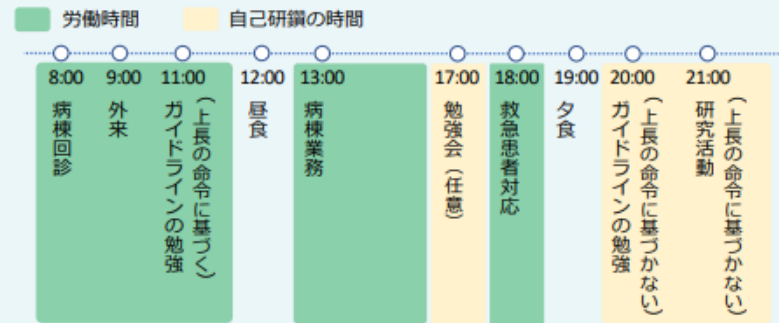 労働時間
自己研鑽の時間
8:00
病棟回診
9:00
外来
11:00
(上長の命令に基づく)
ガイドラインの勉強
12:00
昼食
13:00
病棟業務
17:00
勉強会(任意)
18:00
救急患者対応
19:00
夕食
20:00
(上長の命令に基づかない)
ガイドラインの勉強
21:00
(上長の命令に基づかない)
研究活動